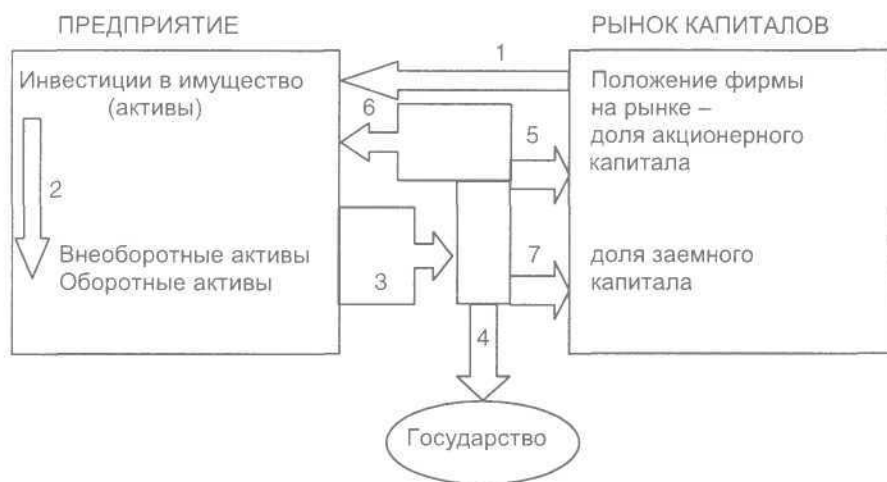 ПРЕДПРИЯТИЕ
РЫНОК КАПИТАЛОВ
1
Инвестиции в имущество
(активы)
Положение фирмы
на рынке –
доля акционерного
капитала
6
5
2
Внеоборотные активы
Оборотные активы
3
7
доля заемного
капитала
4
Государство